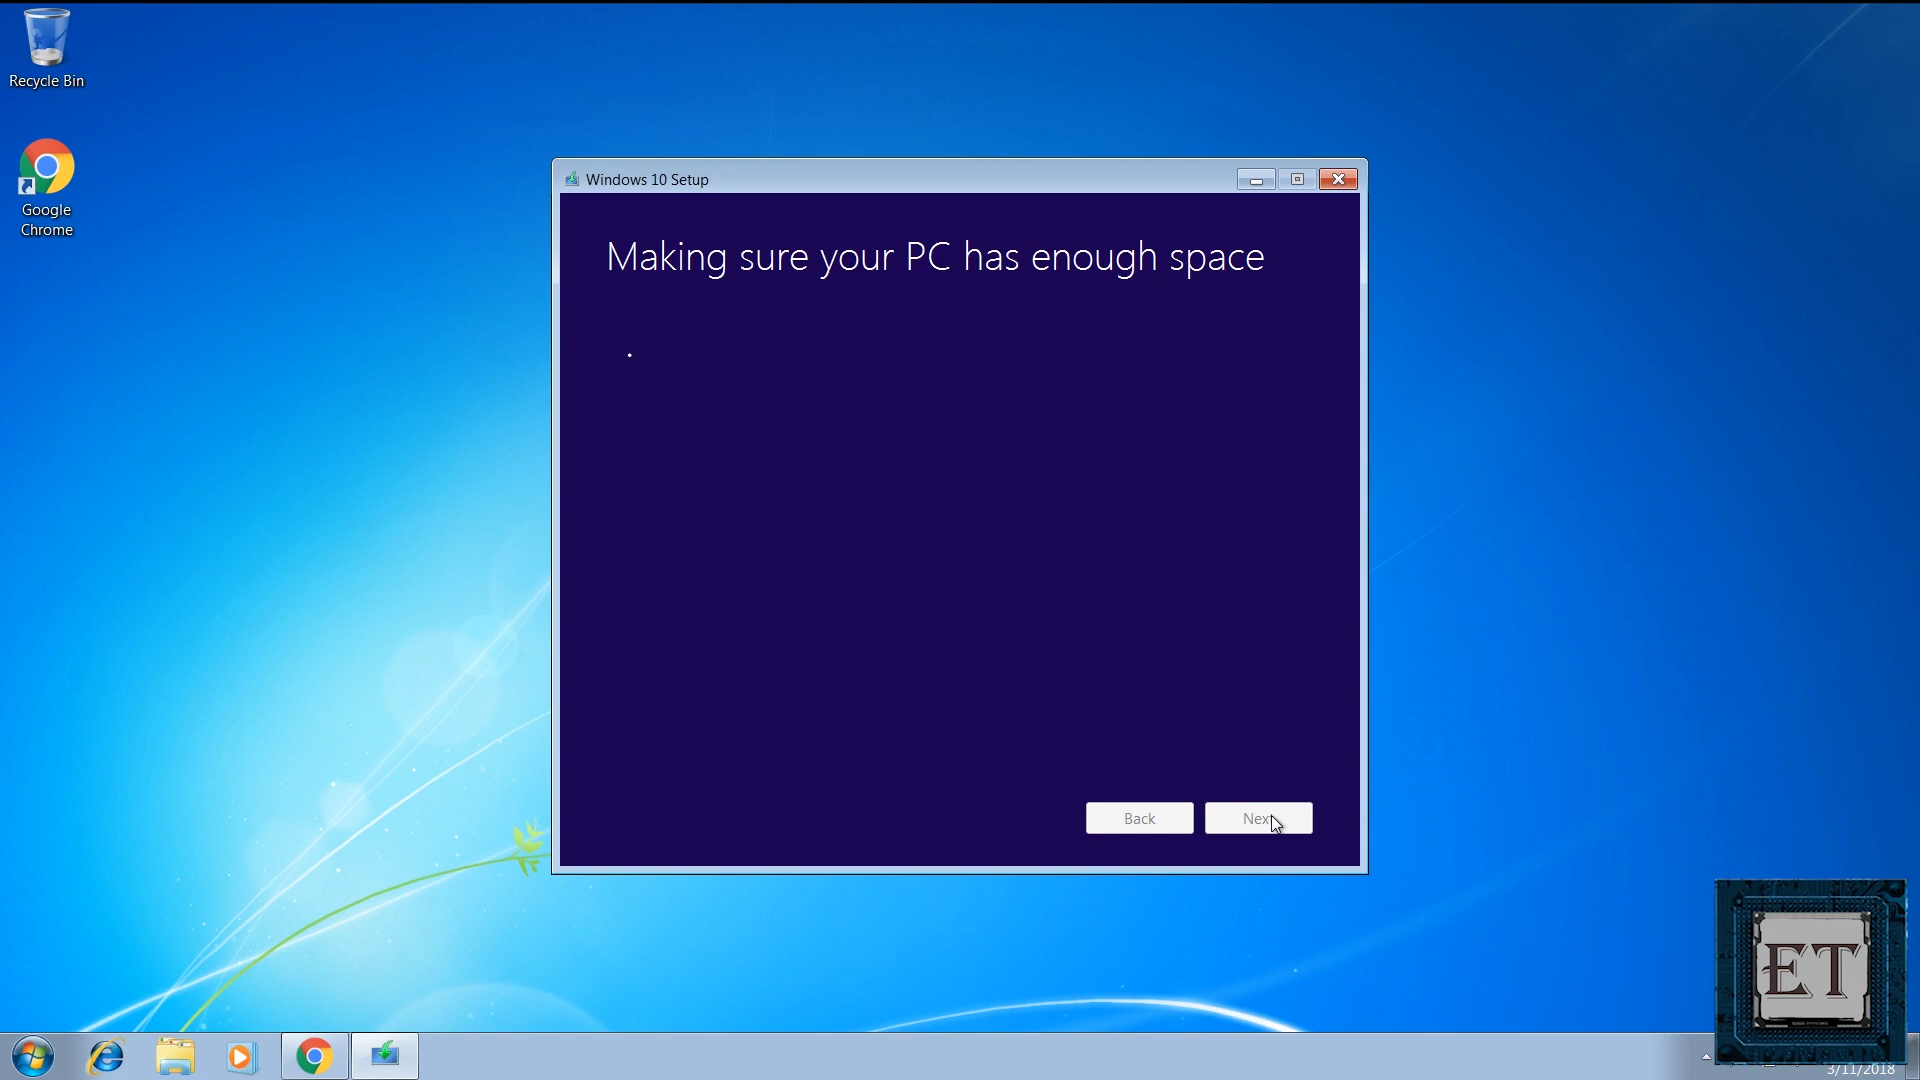 Recycle Bin
Google
Chrome
Windows 10 Setup
Making sure your PC has enough space
Back
Next
ET
3/11/2018